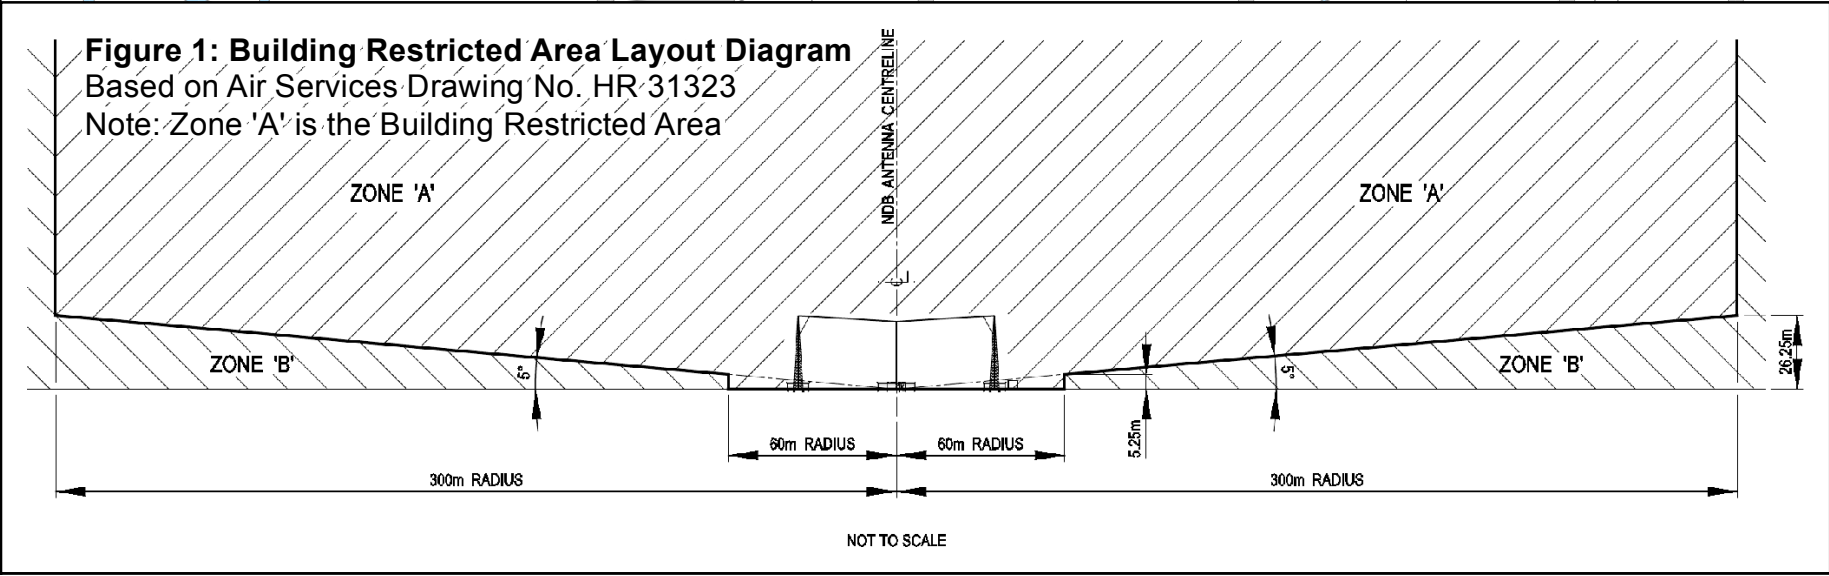 Figure 1: Building Restricted Area Layout Diagram
Based on Air Services Drawing No. HR 31323
Note: Zone 'A' is the Building Restricted Area
NDB ANTENNA CENTRELINE
ZONE 'A'
ZONE 'A'
ZONE 'B'
5°
5°
ZONE 'B'
26.25m
5.25m
60m RADIUS
60m RADIUS
300m RADIUS
300m RADIUS
NOT TO SCALE